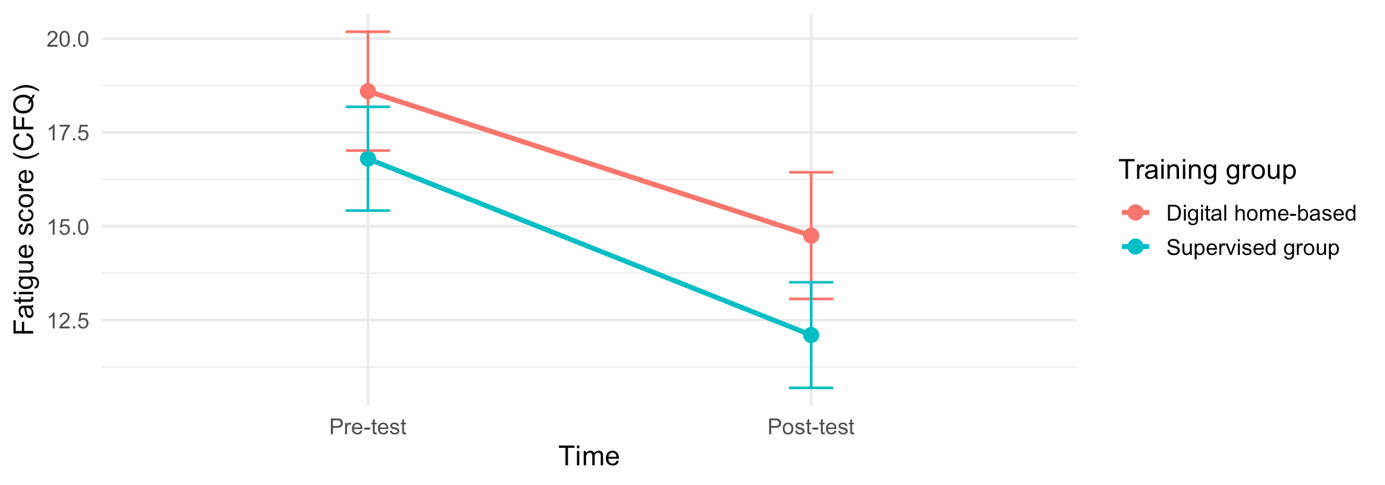 Fatigue score (CFQ)
20.0
17.5
15.0
12.5
Pre-test
Post-test
Time
Training group
Digital home-based
Supervised group